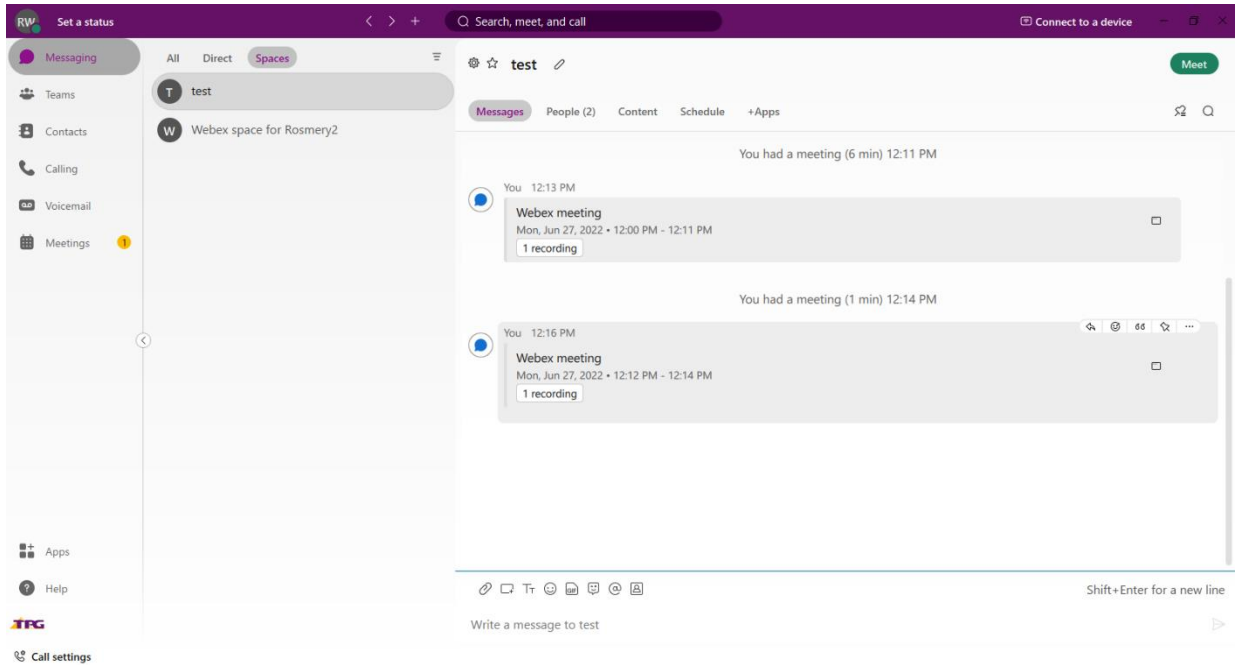 RW Set a status
Search, meet, and call
Connect to a device
Messaging
Teams
Contacts
Calling
Voicemail
Meetings 1
Apps
Help
TPG
Call settings
All Direct Spaces
T test
W Webex space for Rosmery2
test
Meet
Messages People (2) Content Schedule +Apps
You had a meeting (6 min) 12:11 PM
You 12:13 PM
Webex meeting
Mon, Jun 27, 2022 • 12:00 PM - 12:11 PM
1 recording
You had a meeting (1 min) 12:14 PM
You 12:16 PM
Webex meeting
Mon, Jun 27, 2022 • 12:12 PM - 12:14 PM
1 recording
GIF
Shift+Enter for a new line
Write a message to test